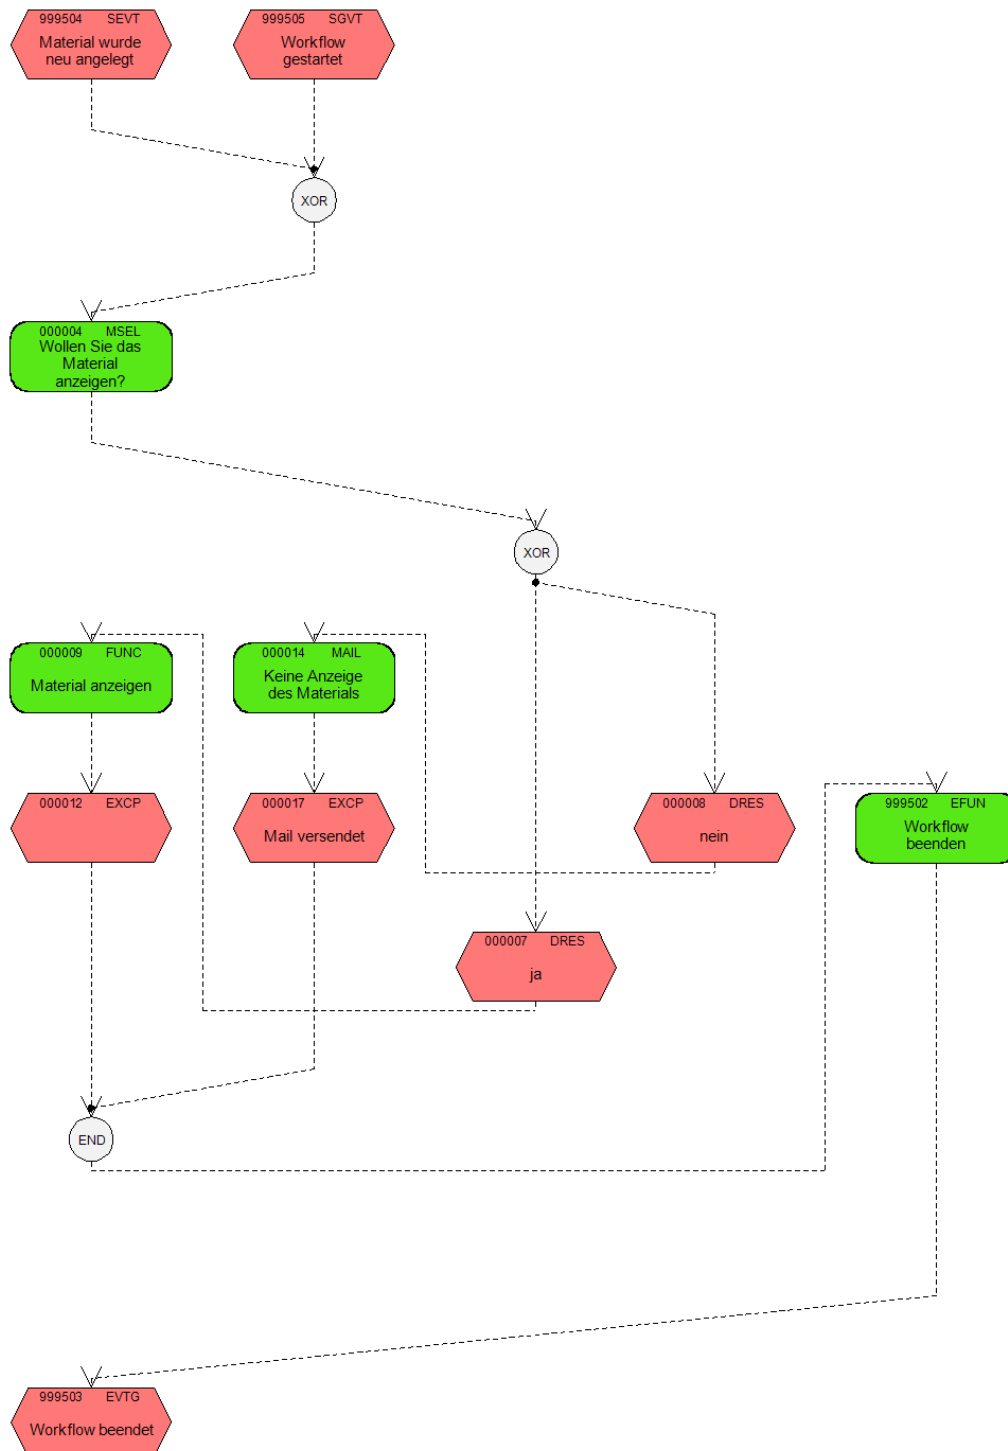 999504 SEVT
Material wurde
neu angelegt
999505 SGVT
Workflow
gestartet
XOR
000004 MSEL
Wollen Sie das
Material
anzeigen?
XOR
000009 FUNC
Material anzeigen
000014 MAIL
Keine Anzeige
des Materials
000012 EXCP
000017 EXCP
Mail versendet
000008 DRES
nein
999502 EFUN
Workflow
beenden
000007 DRES
ja
END
999503 EVTG
Workflow beendet